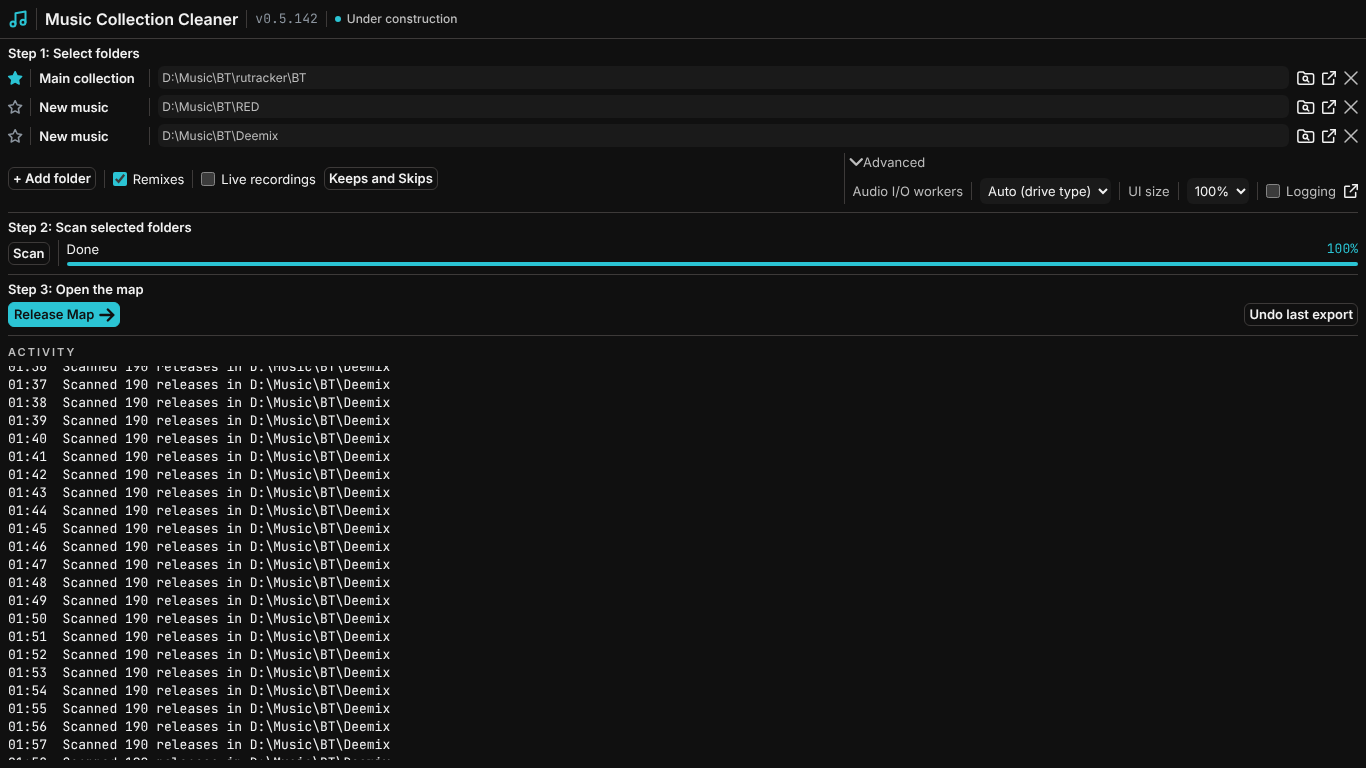 Music Collection Cleaner v0.5.142 Under construction
Step 1: Select folders
Main collection D:\Music\BT\rutracker\BT
New music D:\Music\BT\RED
New music D:\Music\BT\Deemix
+ Add folder Remixes Live recordings Keeps and Skips
Advanced
Audio I/O workers Auto (drive type) UI size 100% Logging
Step 2: Scan selected folders
Scan Done 100%
Step 3: Open the map
Release Map Undo last export
ACTIVITY
01:36 Scanned 190 releases in D:\Music\BT\Deemix
01:37 Scanned 190 releases in D:\Music\BT\Deemix
01:38 Scanned 190 releases in D:\Music\BT\Deemix
01:39 Scanned 190 releases in D:\Music\BT\Deemix
01:40 Scanned 190 releases in D:\Music\BT\Deemix
01:41 Scanned 190 releases in D:\Music\BT\Deemix
01:42 Scanned 190 releases in D:\Music\BT\Deemix
01:43 Scanned 190 releases in D:\Music\BT\Deemix
01:44 Scanned 190 releases in D:\Music\BT\Deemix
01:45 Scanned 190 releases in D:\Music\BT\Deemix
01:46 Scanned 190 releases in D:\Music\BT\Deemix
01:47 Scanned 190 releases in D:\Music\BT\Deemix
01:48 Scanned 190 releases in D:\Music\BT\Deemix
01:49 Scanned 190 releases in D:\Music\BT\Deemix
01:50 Scanned 190 releases in D:\Music\BT\Deemix
01:51 Scanned 190 releases in D:\Music\BT\Deemix
01:52 Scanned 190 releases in D:\Music\BT\Deemix
01:53 Scanned 190 releases in D:\Music\BT\Deemix
01:54 Scanned 190 releases in D:\Music\BT\Deemix
01:55 Scanned 190 releases in D:\Music\BT\Deemix
01:56 Scanned 190 releases in D:\Music\BT\Deemix
01:57 Scanned 190 releases in D:\Music\BT\Deemix